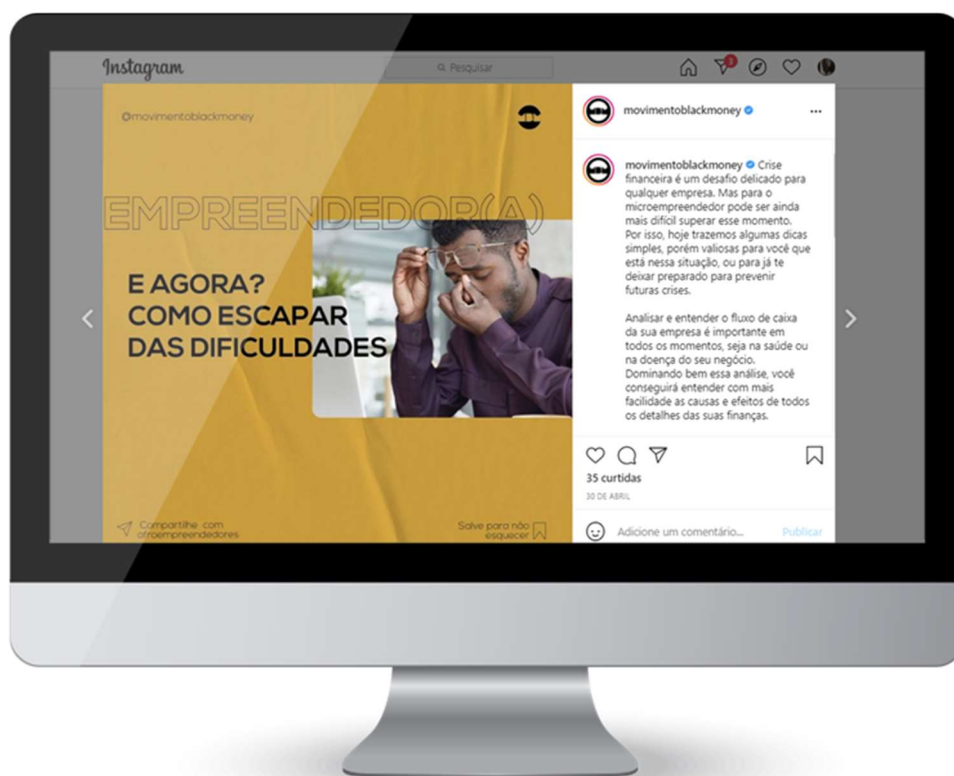 Instagram
Pesquisar
3
@movimentoblackmoney
EMPREENDEDOR(A)
E AGORA?
COMO ESCAPAR
DAS DIFICULDADES
Compartilhe com
afroempreendedores
Salve para não
esquecer
movimentoblackmoney
movimentoblackmoney Crise
financeira é um desafio delicado para
qualquer empresa. Mas para o
microempreendedor pode ser ainda
mais difícil superar esse momento.
Por isso, hoje trazemos algumas dicas
simples, porém valiosas para você que
está nessa situação, ou para já te
deixar preparado para prevenir
futuras crises.
Analisar e entender o fluxo de caixa
da sua empresa é importante em
todos os momentos, seja na saúde ou
na doença do seu negócio.
Dominando bem essa análise, você
conseguirá entender com mais
facilidade as causas e efeitos de todos
os detalhes das suas finanças.
35 curtidas
30 DE ABRIL
Adicione um comentário...
Publicar